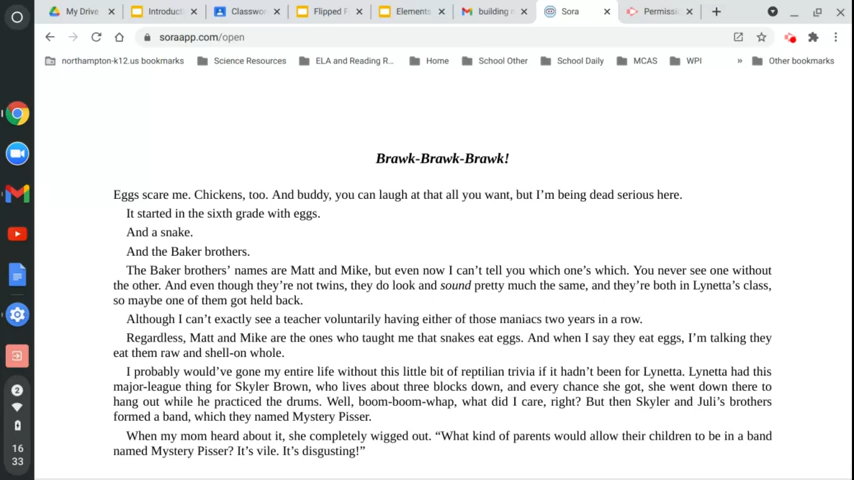 My Drive
Introduct
Classwo
Flipped F
Elements
building n
Sora
Permissi
soraapp.com/open
northampton-k12.us bookmarks
Science Resources
ELA and Reading R...
Home
School Other
School Daily
MCAS
WPI
»
Other bookmarks
Brawk-Brawk-Brawk!
Eggs scare me. Chickens, too. And buddy, you can laugh at that all you want, but I'm being dead serious here.
It started in the sixth grade with eggs.
And a snake.
And the Baker brothers.
The Baker brothers' names are Matt and Mike, but even now I can't tell you which one's which. You never see one without
the other. And even though they're not twins, they do look and sound pretty much the same, and they're both in Lynetta's class,
so maybe one of them got held back.
Although I can't exactly see a teacher voluntarily having either of those maniacs two years in a row.
Regardless, Matt and Mike are the ones who taught me that snakes eat eggs. And when I say they eat eggs, I'm talking they
eat them raw and shell-on whole.
I probably would've gone my entire life without this little bit of reptilian trivia if it hadn't been for Lynetta. Lynetta had this
major-league thing for Skyler Brown, who lives about three blocks down, and every chance she got, she went down there to
hang out while he practiced the drums. Well, boom-boom-whap, what did I care, right? But then Skyler and Juli's brothers
formed a band, which they named Mystery Pisser.
When my mom heard about it, she completely wigged out. “What kind of parents would allow their children to be in a band
named Mystery Pisser? It's vile. It's disgusting!”
2
16
33